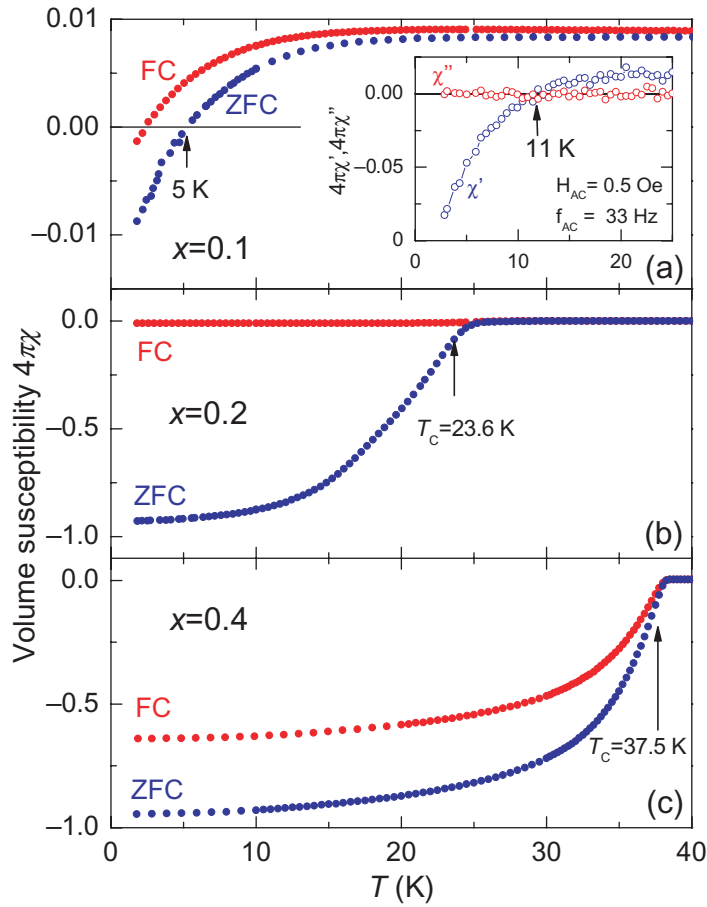 Volume susceptibility 4πχ
0.01
0.00
−0.01
FC
ZFC
5 K
x=0.1
(a)
4πχ',4πχ''
0.00
−0.05
0
χ''
χ'
11 K
H_AC= 0.5 Oe
f_AC = 33 Hz
0 10 20
0.0
−0.5
−1.0
FC
x=0.2
T_C=23.6 K
ZFC
(b)
0.0
−0.5
−1.0
x=0.4
FC
T_C=37.5 K
ZFC
(c)
0 10 20 30 40
T (K)